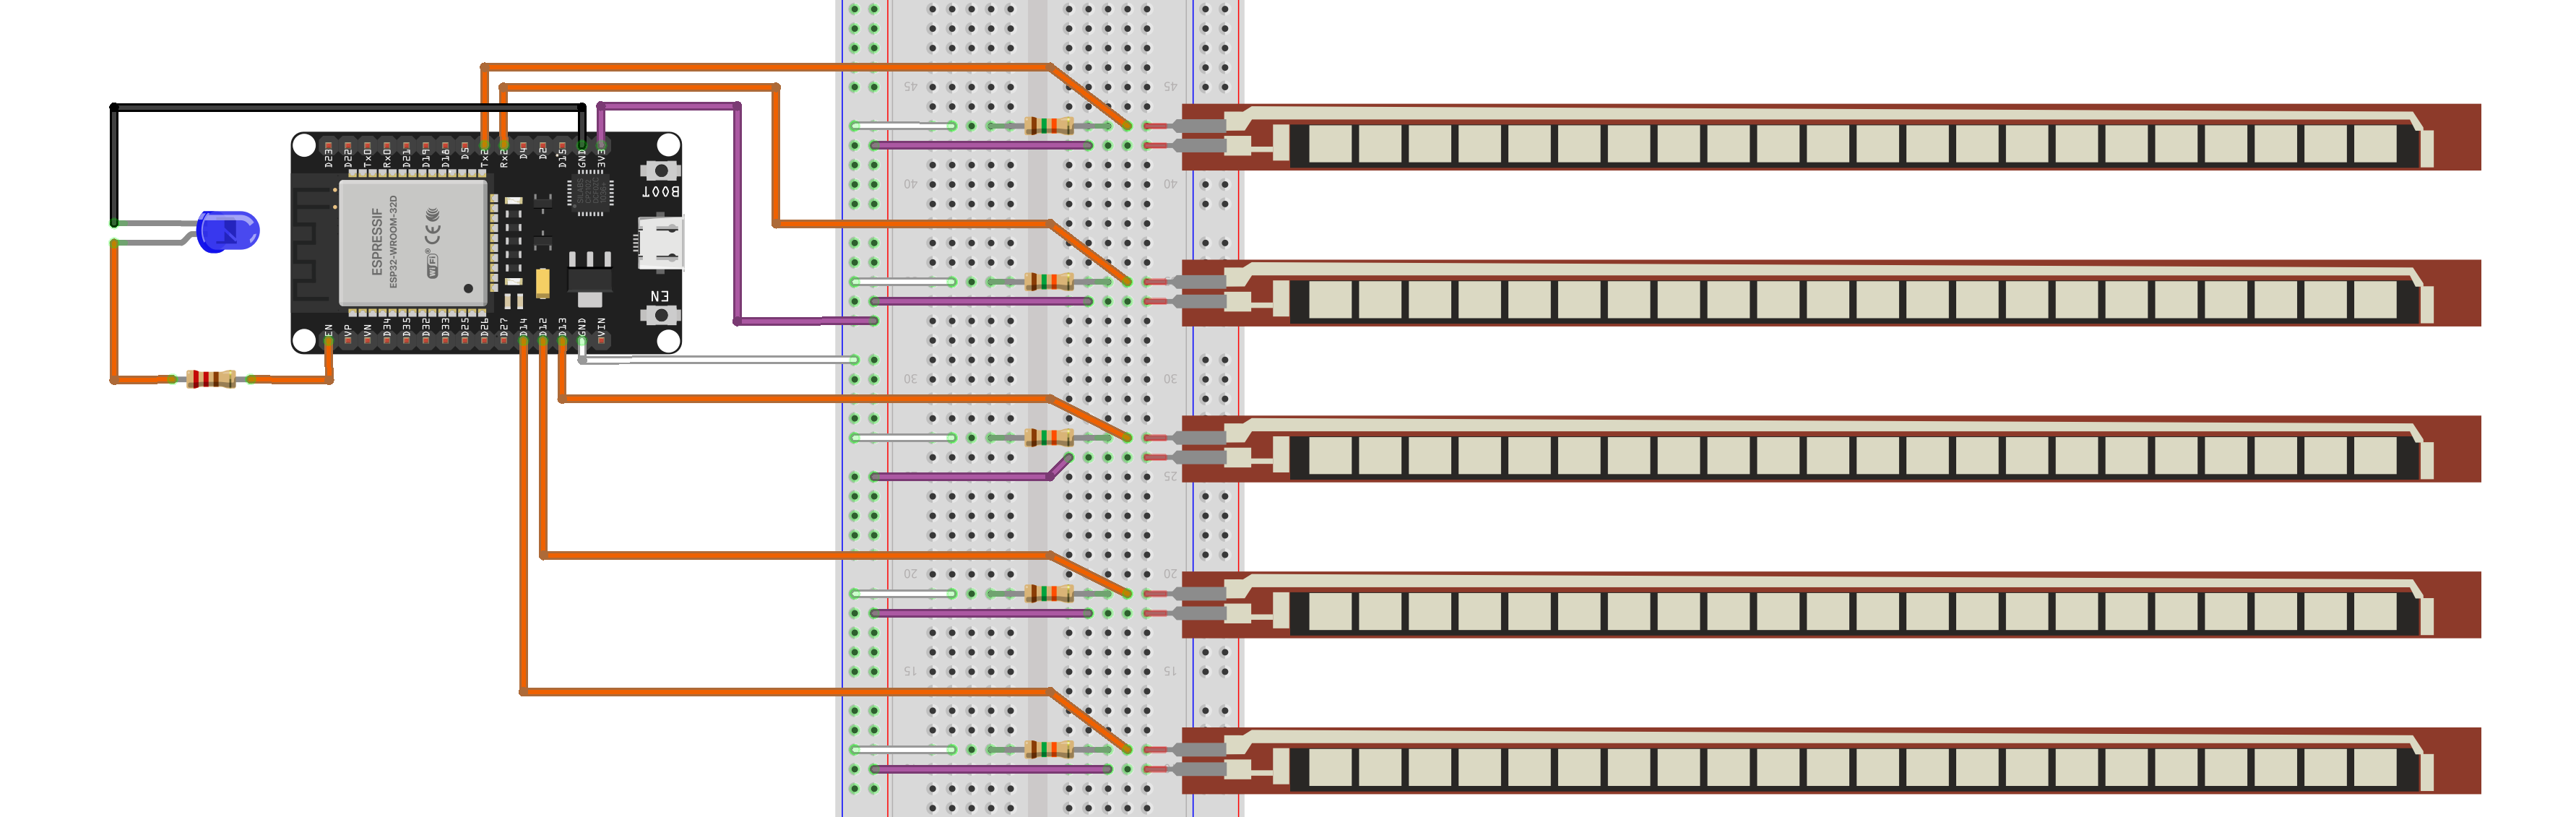 45 45
D23 D22 Tx0 Rx0 D21 D19 D18 D5 Tx2 Rx2 D4 D2 D15 GND 3V3
BOOT
40 40
ESPRESSIF
ESP32-WROOM-32D
WiFi CE
EN
EN VP VN D34 D35 D32 D33 D25 D26 D27 D14 D12 D13 GND VIN
30 30
25
20 20
15 15